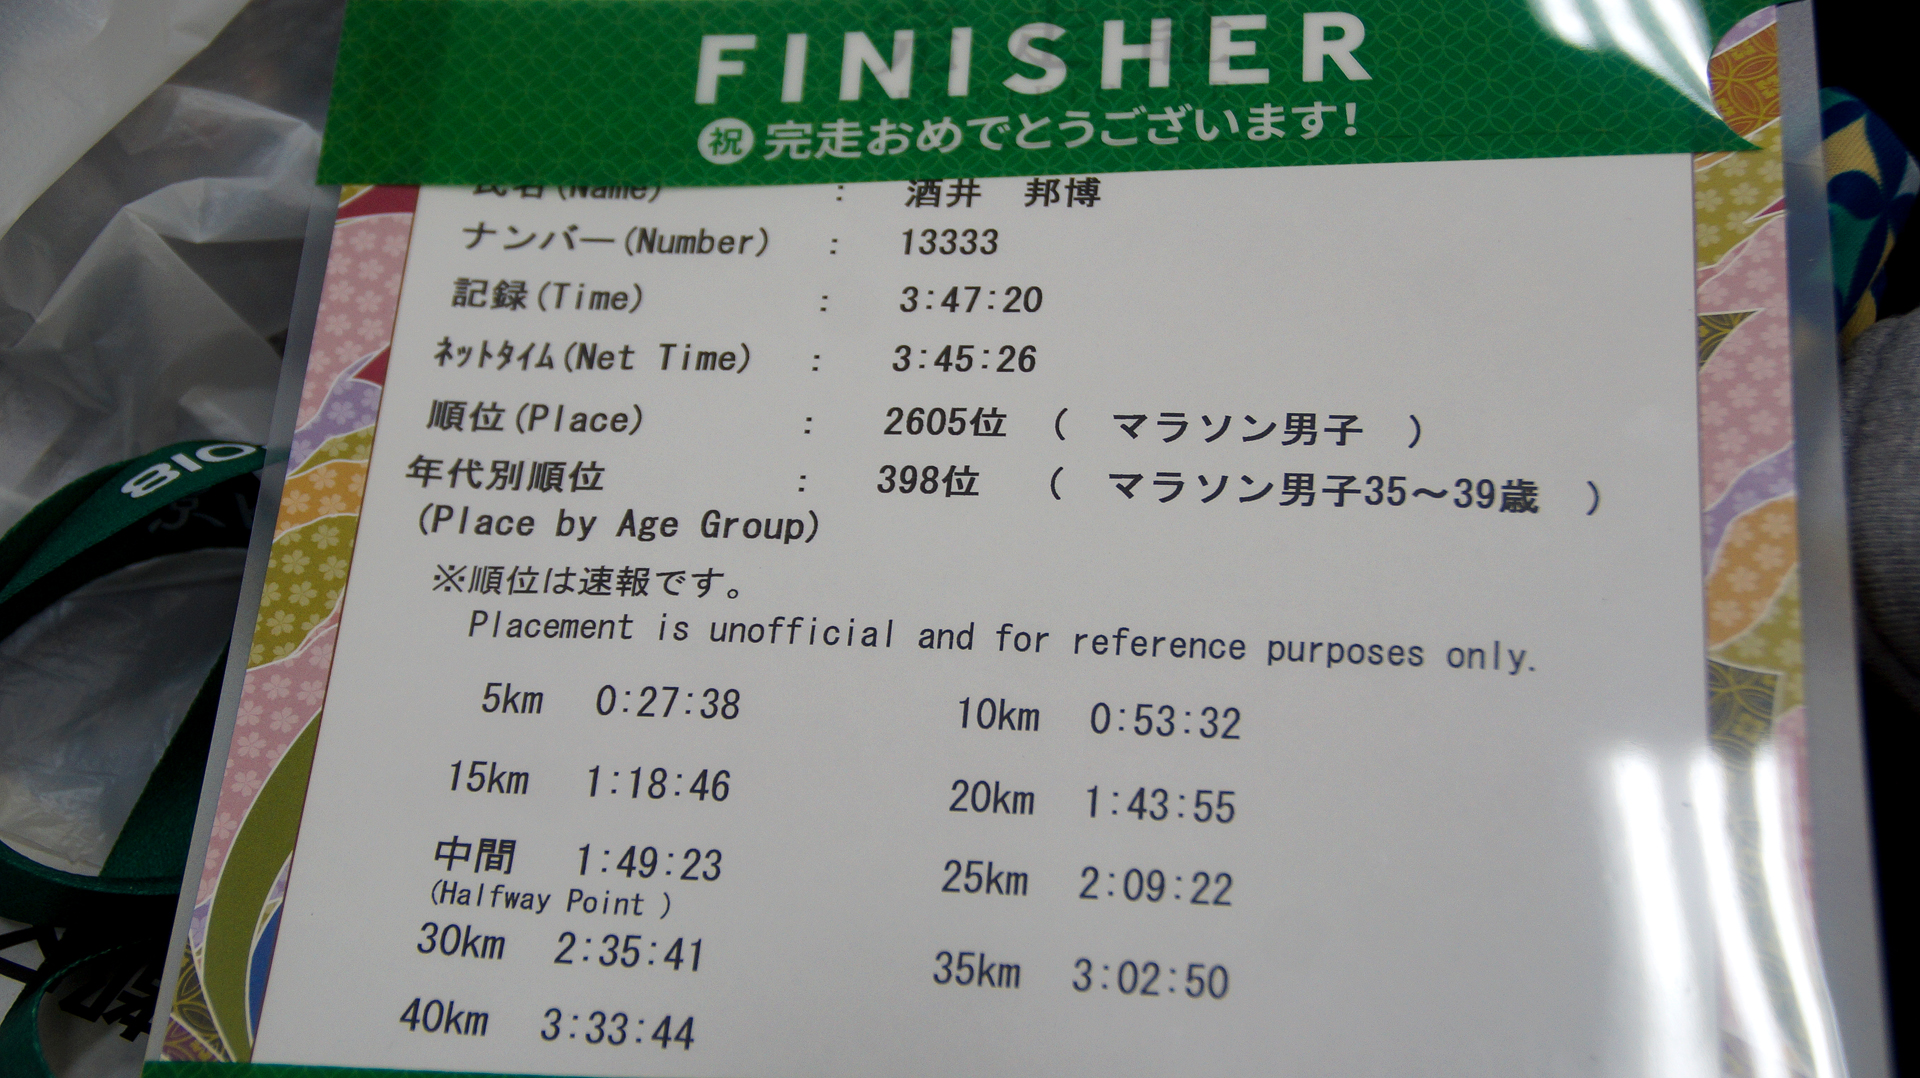 FINISHER
祝 完走おめでとうございます!
氏名(Name) : 酒井 邦博
ナンバー(Number) : 13333
記録(Time) : 3:47:20
ネットタイム(Net Time) : 3:45:26
順位(Place) : 2605位 ( マラソン男子 )
年代別順位 : 398位 ( マラソン男子35～39歳 )
(Place by Age Group)
※順位は速報です。
Placement is unofficial and for reference purposes only.
5km 0:27:38 10km 0:53:32
15km 1:18:46 20km 1:43:55
中間 1:49:23 25km 2:09:22
(Halfway Point )
30km 2:35:41 35km 3:02:50
40km 3:33:44